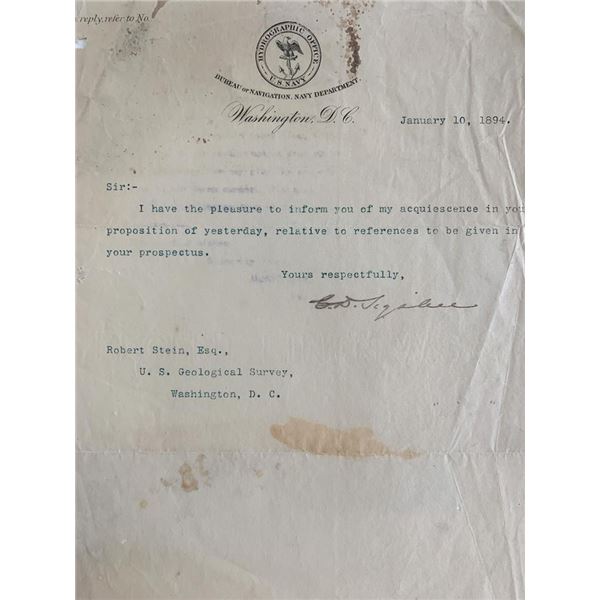 reply, refer to No.
HYDROGRAPHIC OFFICE
U.S. NAVY
BUREAU OF NAVIGATION, NAVY DEPARTMENT.
Washington, D. C.
January 10, 1894.
Sir:-
I have the pleasure to inform you of my acquiescence in you
proposition of yesterday, relative to references to be given in
your prospectus.
Yours respectfully,
C. D. Sigsbee
Robert Stein, Esq.,
U. S. Geological Survey,
Washington, D. C.